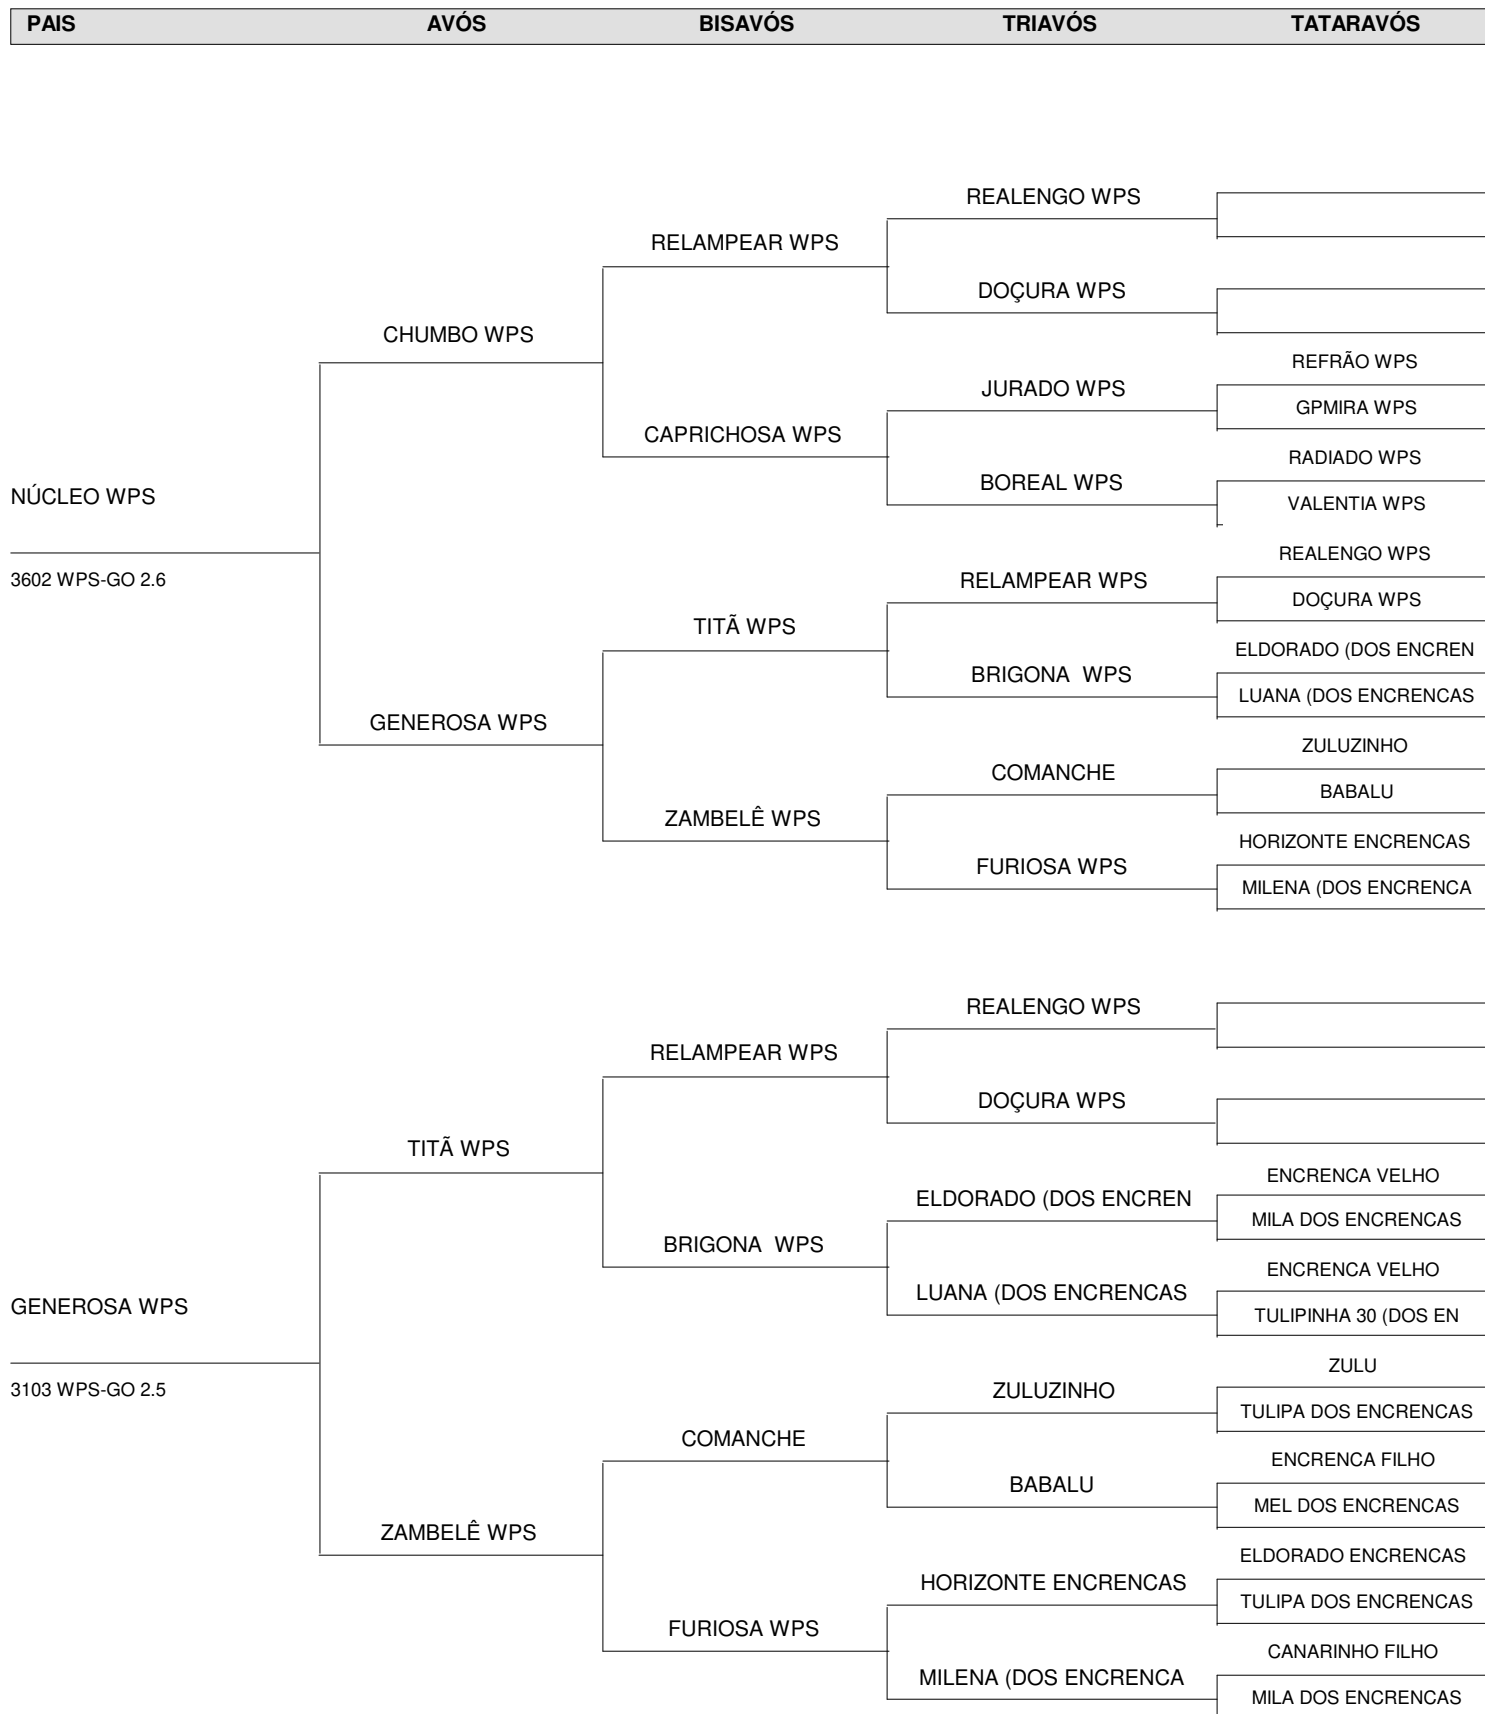 PAIS AVÓS BISAVÓS TRIAVÓS TATARAVÓS
REALENGO WPS
RELAMPEAR WPS
DOÇURA WPS
CHUMBO WPS
REFRÃO WPS
JURADO WPS
GPMIRA WPS
CAPRICHOSA WPS
RADIADO WPS
BOREAL WPS
NÚCLEO WPS
VALENTIA WPS
REALENGO WPS
3602 WPS-GO 2.6
RELAMPEAR WPS
DOÇURA WPS
TITÃ WPS
ELDORADO (DOS ENCREN
BRIGONA  WPS
LUANA (DOS ENCRENCAS
GENEROSA WPS
ZULUZINHO
COMANCHE
BABALU
ZAMBELÊ WPS
HORIZONTE ENCRENCAS
FURIOSA WPS
MILENA (DOS ENCRENCA
REALENGO WPS
RELAMPEAR WPS
DOÇURA WPS
TITÃ WPS
ENCRENCA VELHO
ELDORADO (DOS ENCREN
MILA DOS ENCRENCAS
BRIGONA  WPS
ENCRENCA VELHO
LUANA (DOS ENCRENCAS
GENEROSA WPS
TULIPINHA 30 (DOS EN
ZULU
3103 WPS-GO 2.5
ZULUZINHO
TULIPA DOS ENCRENCAS
COMANCHE
ENCRENCA FILHO
BABALU
MEL DOS ENCRENCAS
ZAMBELÊ WPS
ELDORADO ENCRENCAS
HORIZONTE ENCRENCAS
TULIPA DOS ENCRENCAS
FURIOSA WPS
CANARINHO FILHO
MILENA (DOS ENCRENCA
MILA DOS ENCRENCAS